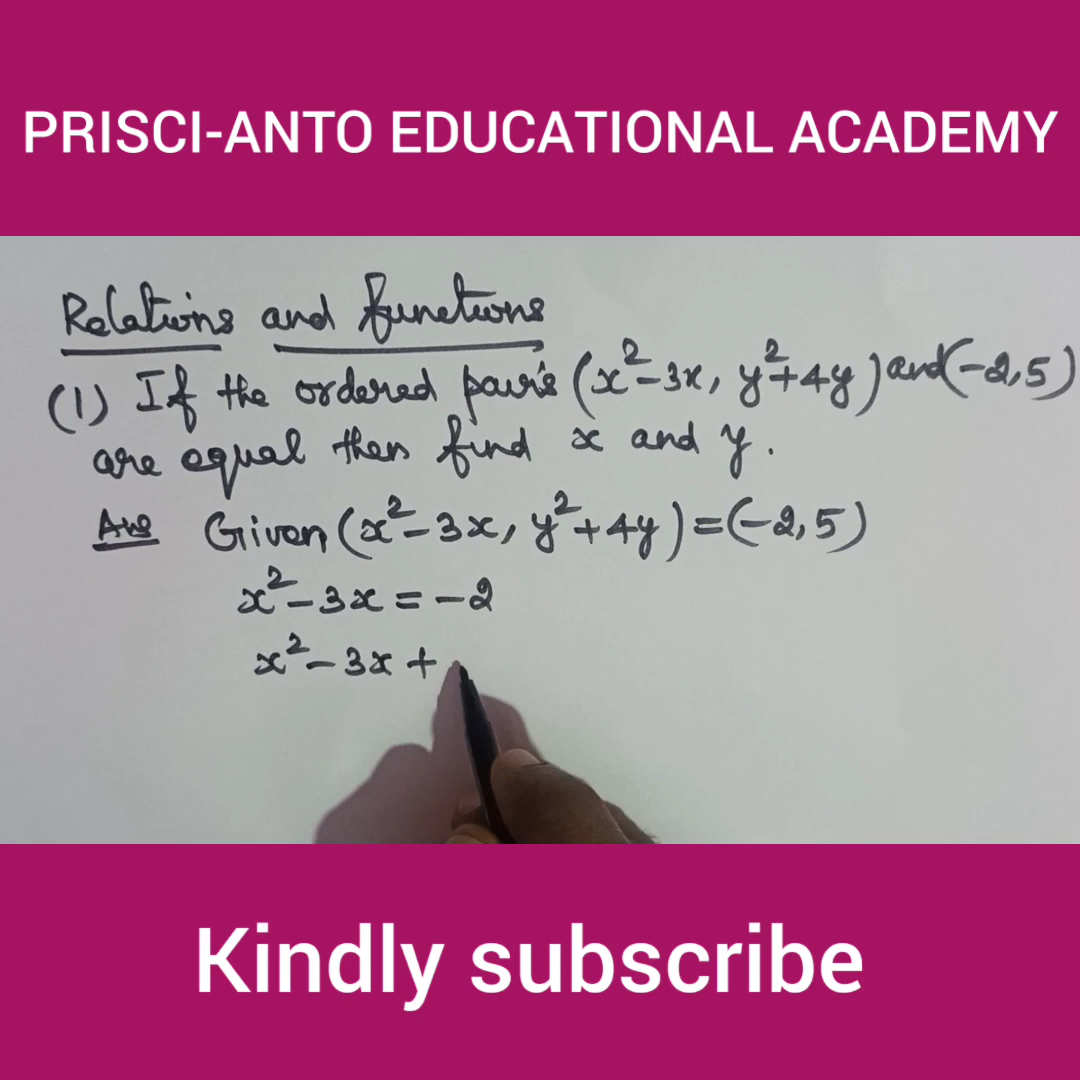 PRISCI-ANTO EDUCATIONAL ACADEMY
Relations and functions
(1) If the ordered pairs (x²-3x, y²+4y) and (-2,5)
are equal then find x and y.
Ans Given (x²-3x, y²+4y)=(-2,5)
x²-3x=-2
x²-3x+
Kindly subscribe